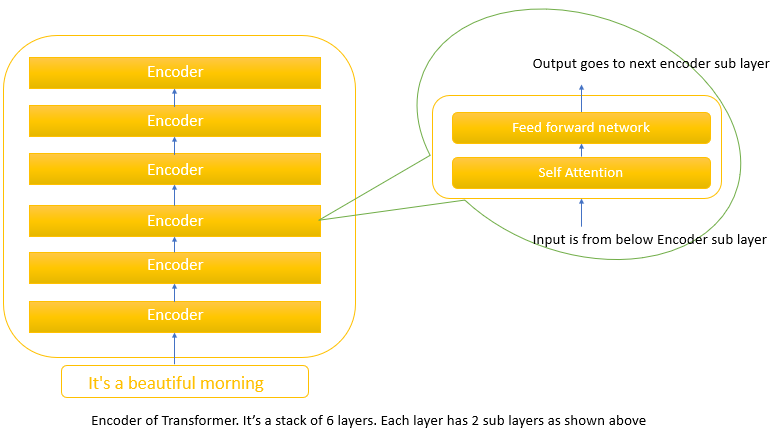 Encoder
Encoder
Encoder
Encoder
Encoder
Encoder
It's a beautiful morning
Output goes to next encoder sub layer
Feed forward network
Self Attention
Input is from below Encoder sub layer
Encoder of Transformer. It’s a stack of 6 layers. Each layer has 2 sub layers as shown above